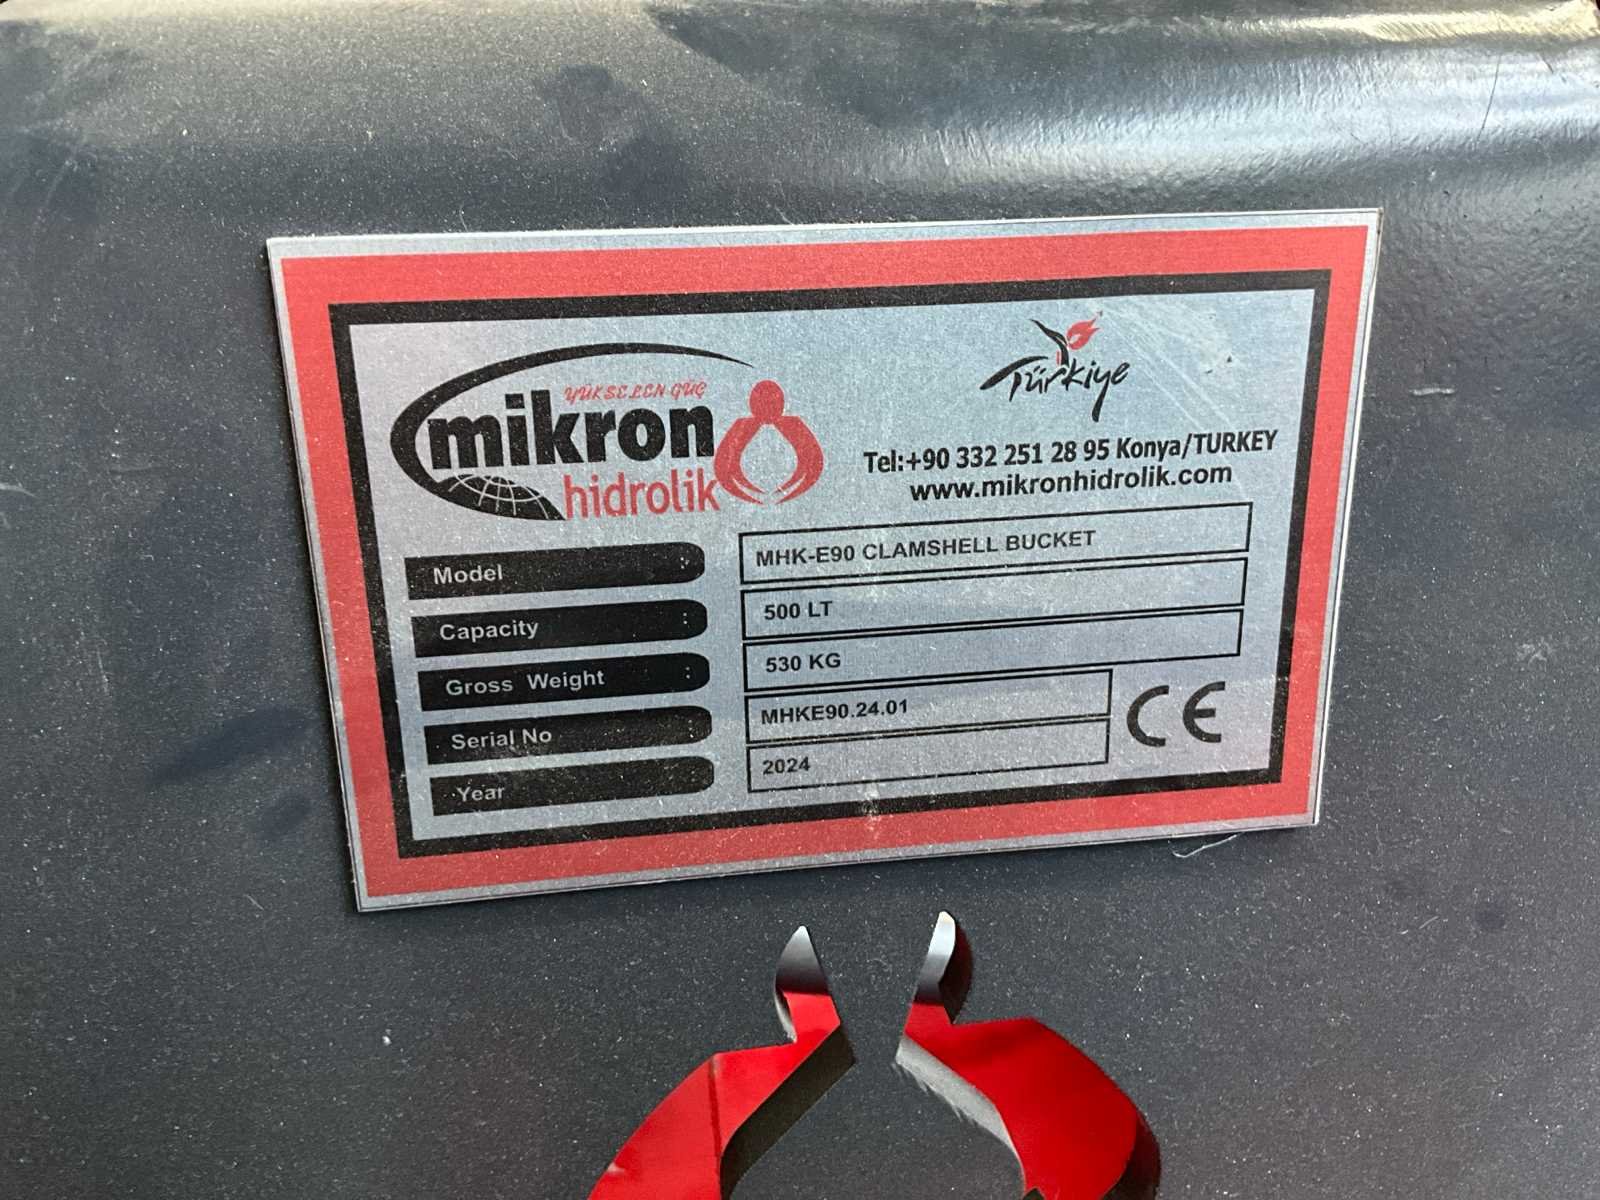 YÜKSELEN GÜÇ
mikron
hidrolik
Türkiye
Tel:+90 332 251 28 95 Konya/TURKEY
www.mikronhidrolik.com
Model : MHK-E90 CLAMSHELL BUCKET
Capacity : 500 LT
Gross Weight : 530 KG
Serial No MHKE90.24.01
Year 2024
CE